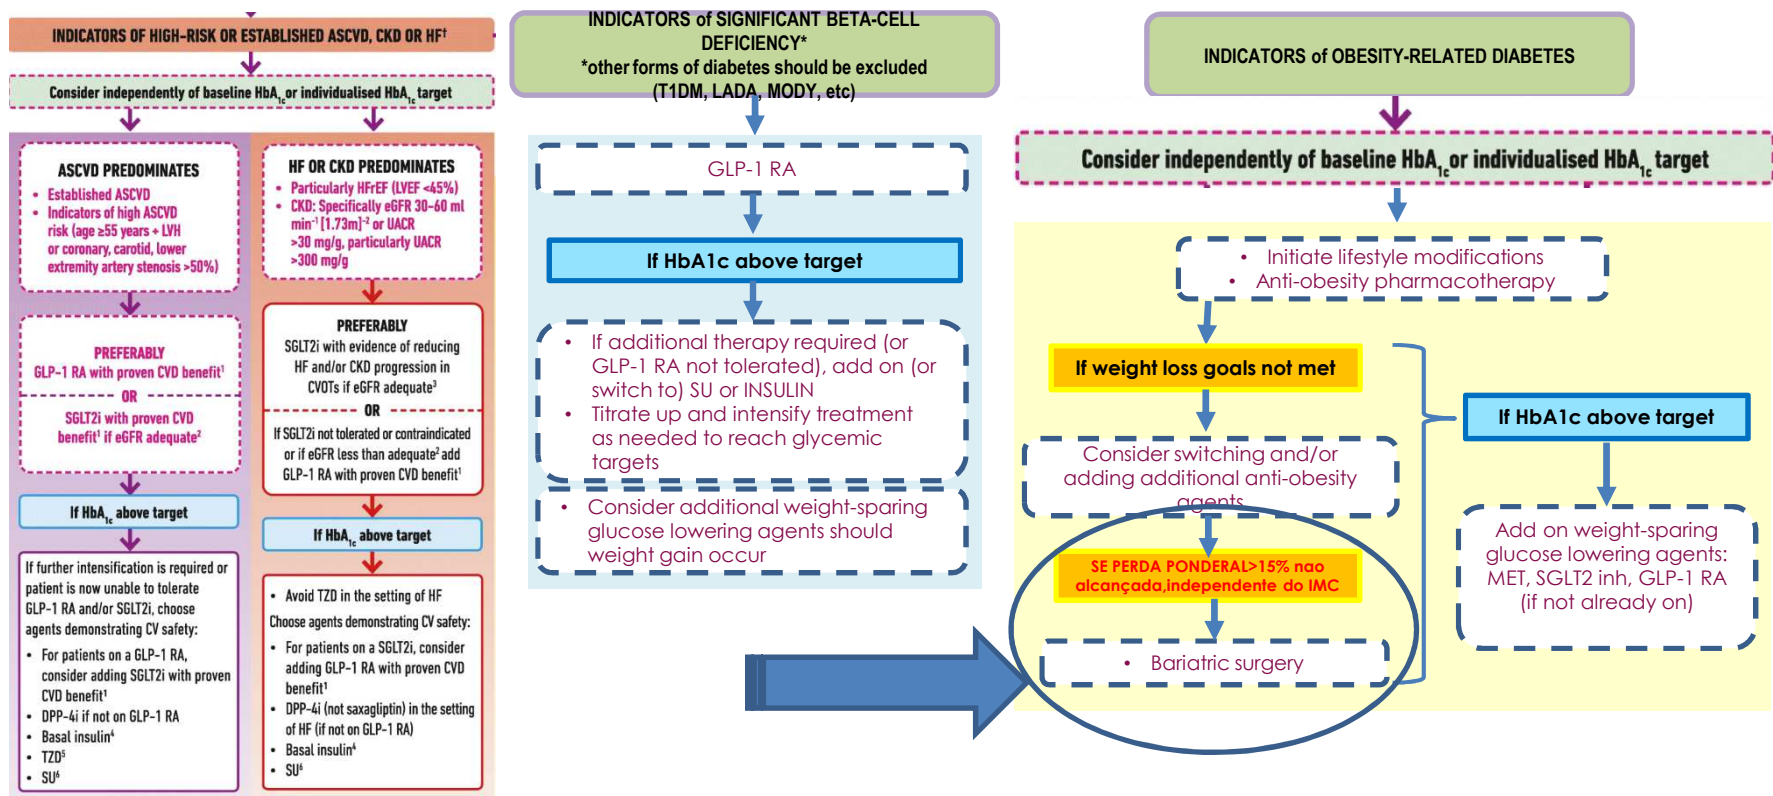 INDICATORS OF HIGH-RISK OR ESTABLISHED ASCVD, CKD OR HF†
Consider independently of baseline HbA1c or individualised HbA1c target
ASCVD PREDOMINATES
• Established ASCVD
• Indicators of high ASCVD
risk (age ≥55 years + LVH
or coronary, carotid, lower
extremity artery stenosis >50%)
PREFERABLY
GLP-1 RA with proven CVD benefit¹
OR
SGLT2i with proven CVD
benefit¹ if eGFR adequate²
If HbA1c above target
If further intensification is required or
patient is now unable to tolerate
GLP-1 RA and/or SGLT2i, choose
agents demonstrating CV safety:
• For patients on a GLP-1 RA,
consider adding SGLT2i with proven
CVD benefit¹
• DPP-4i if not on GLP-1 RA
• Basal insulin⁴
• TZD⁵
• SU⁶
HF OR CKD PREDOMINATES
• Particularly HFrEF (LVEF <45%)
• CKD: Specifically eGFR 30-60 ml
min⁻¹ [1.73m]⁻² or UACR
>30 mg/g, particularly UACR
>300 mg/g
PREFERABLY
SGLT2i with evidence of reducing
HF and/or CKD progression in
CVOTs if eGFR adequate³
OR
If SGLT2i not tolerated or contraindicated
or if eGFR less than adequate² add
GLP-1 RA with proven CVD benefit¹
If HbA1c above target
• Avoid TZD in the setting of HF
Choose agents demonstrating CV safety:
• For patients on a SGLT2i, consider
adding GLP-1 RA with proven CVD
benefit¹
• DPP-4i (not saxagliptin) in the setting
of HF (if not on GLP-1 RA)
• Basal insulin⁴
• SU⁶
INDICATORS of SIGNIFICANT BETA-CELL
DEFICIENCY*
*other forms of diabetes should be excluded
(T1DM, LADA, MODY, etc)
GLP-1 RA
If HbA1c above target
• If additional therapy required (or
GLP-1 RA not tolerated), add on (or
switch to) SU or INSULIN
• Titrate up and intensify treatment
as needed to reach glycemic
targets
• Consider additional weight-sparing
glucose lowering agents should
weight gain occur
INDICATORS of OBESITY-RELATED DIABETES
Consider independently of baseline HbA1c or individualised HbA1c target
• Initiate lifestyle modifications
• Anti-obesity pharmacotherapy
If weight loss goals not met
Consider switching and/or
adding additional anti-obesity
agents
SE PERDA PONDERAL>15% nao
alcançada,independente do IMC
• Bariatric surgery
If HbA1c above target
Add on weight-sparing
glucose lowering agents:
MET, SGLT2 inh, GLP-1 RA
(if not already on)